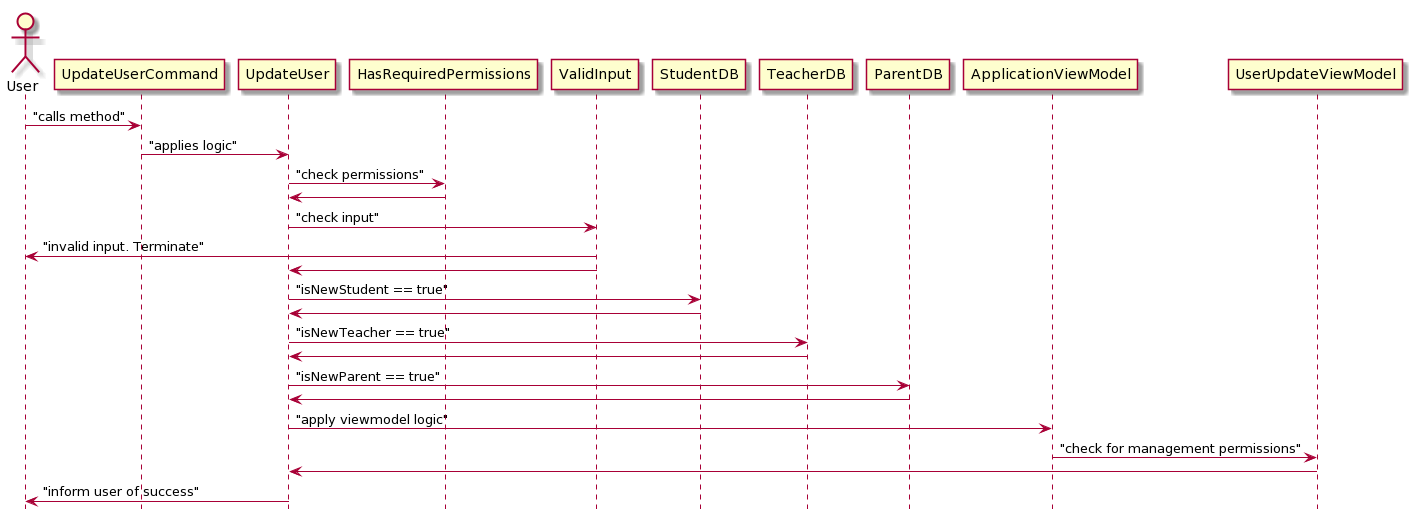 User
UpdateUserCommand
UpdateUser
HasRequiredPermissions
ValidInput
StudentDB
TeacherDB
ParentDB
ApplicationViewModel
UserUpdateViewModel
"calls method"
"applies logic"
"check permissions"
"check input"
"invalid input. Terminate"
"isNewStudent == true"
"isNewTeacher == true"
"isNewParent == true"
"apply viewmodel logic"
"check for management permissions"
"inform user of success"